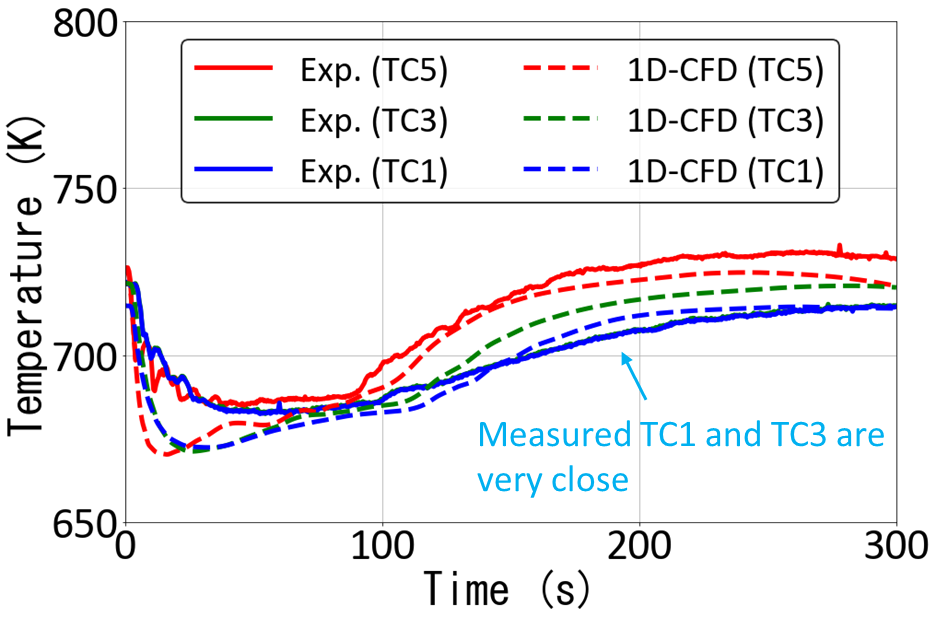 800
Exp. (TC5) 1D-CFD (TC5)
Exp. (TC3) 1D-CFD (TC3)
Exp. (TC1) 1D-CFD (TC1)
750
Temperature (K)
700
Measured TC1 and TC3 are
very close
650
0 100 200 300
Time (s)